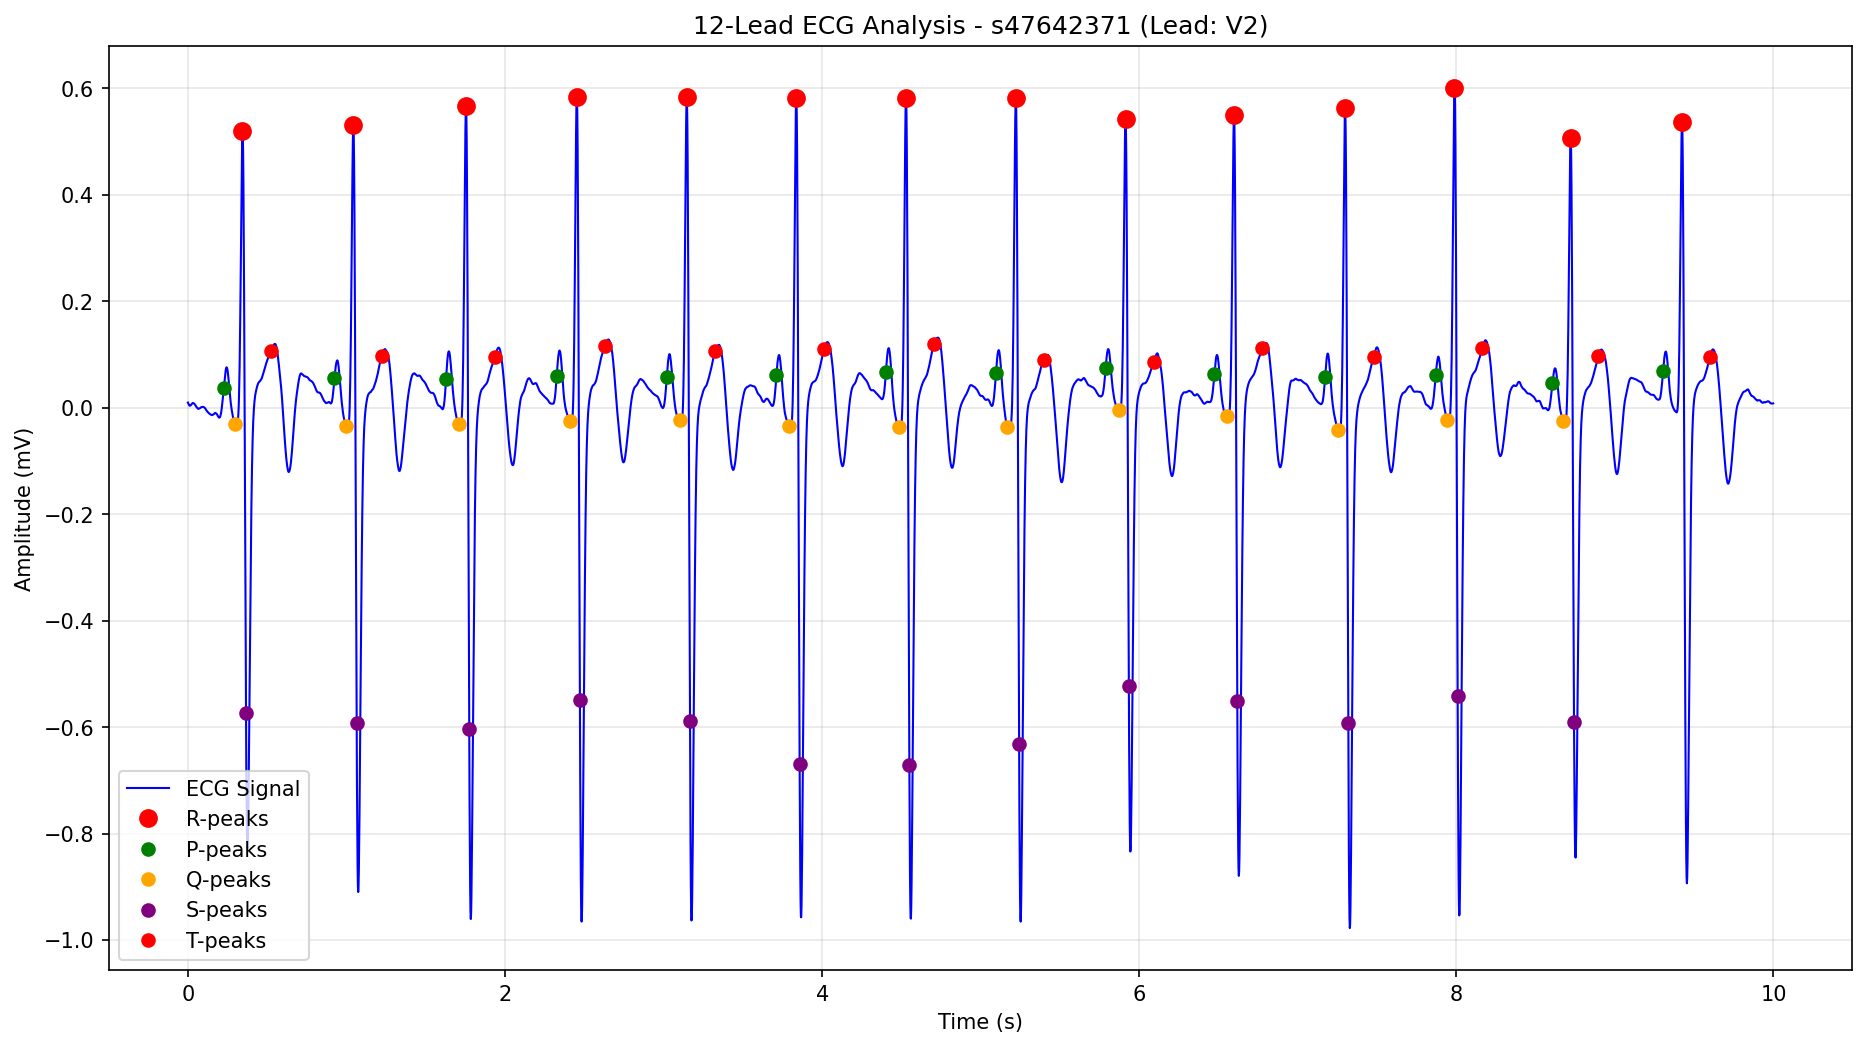 12-Lead ECG Analysis - s47642371 (Lead: V2)
Amplitude (mV)
0.6
0.4
0.2
0.0
−0.2
−0.4
−0.6
−0.8
−1.0
ECG Signal
R-peaks
P-peaks
Q-peaks
S-peaks
T-peaks
0 2 4 6 8 10
Time (s)